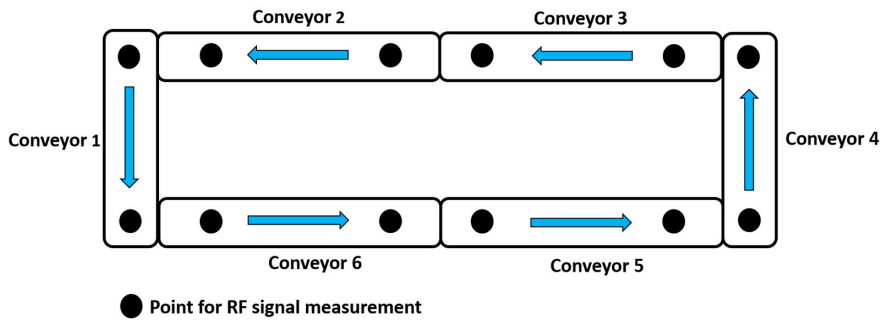 Conveyor 2
Conveyor 3
Conveyor 1
Conveyor 4
Conveyor 6
Conveyor 5
Point for RF signal measurement